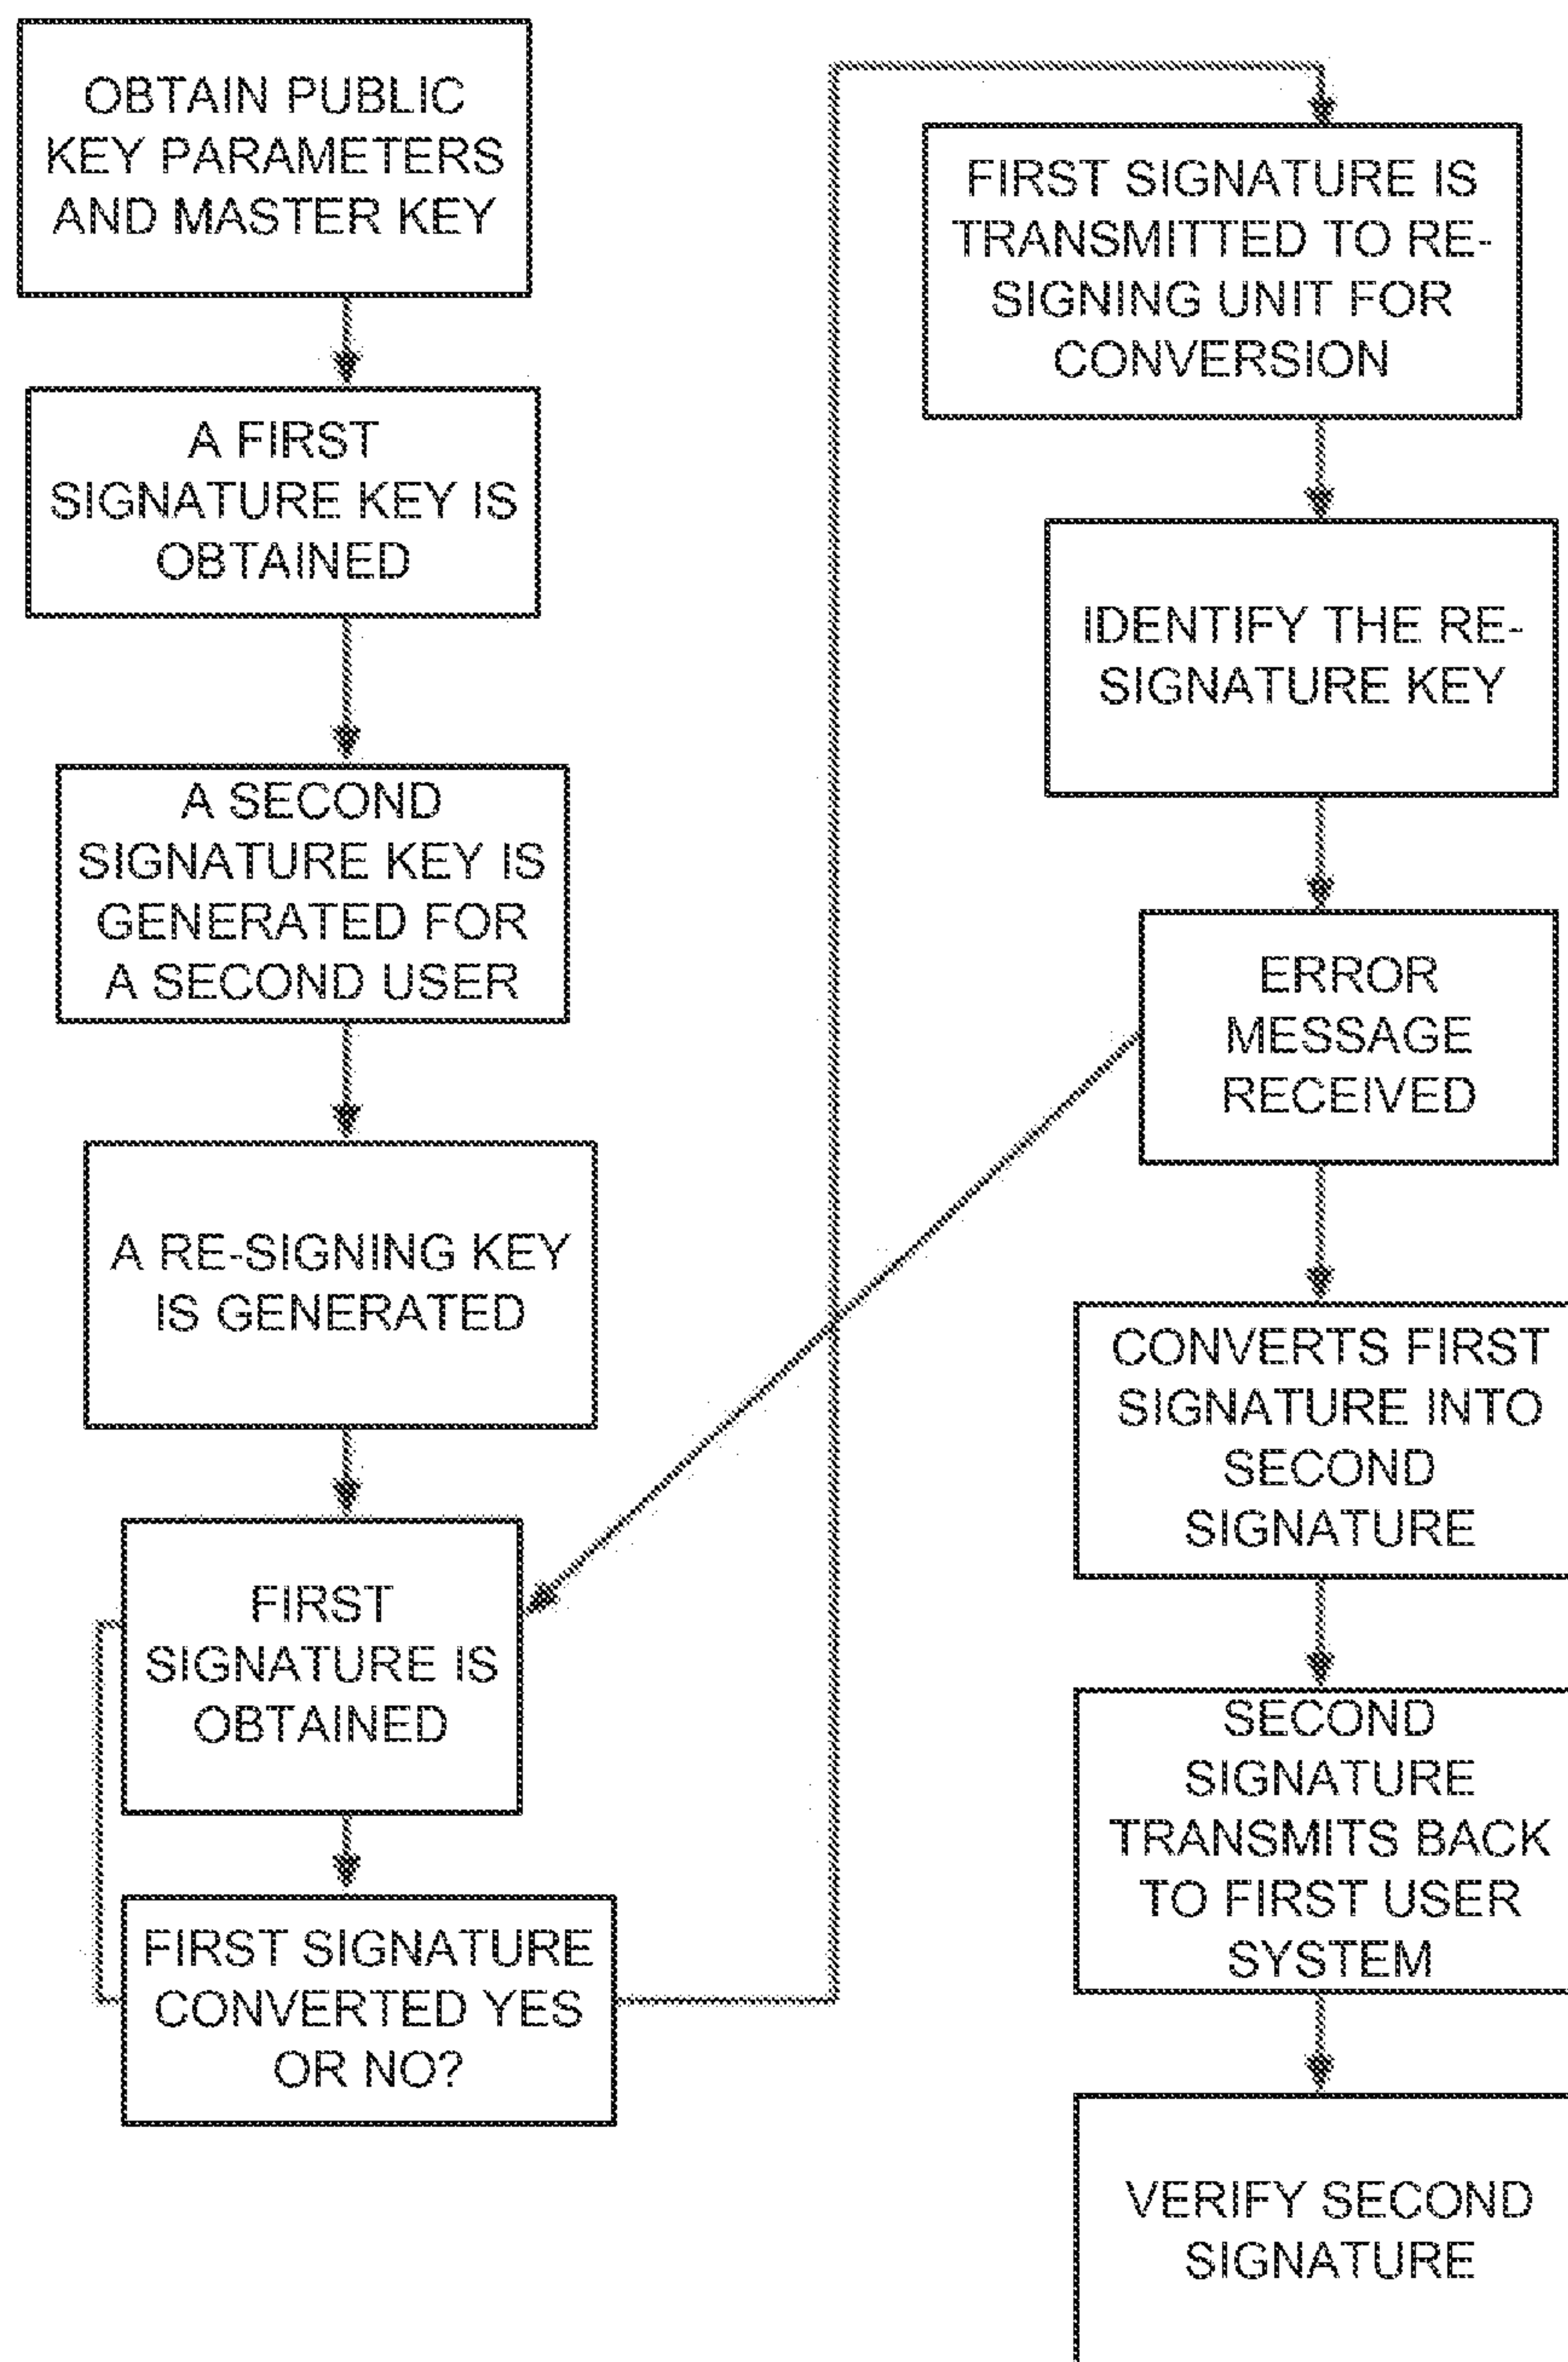 OBTAIN PUBLIC
KEY PARAMETERS
AND MASTER KEY
A FIRST
SIGNATURE KEY IS
OBTAINED
A SECOND
SIGNATURE KEY IS
GENERATED FOR
A SECOND USER
A RE-SIGNING KEY
IS GENERATED
FIRST
SIGNATURE IS
OBTAINED
FIRST SIGNATURE
CONVERTED YES
OR NO?
FIRST SIGNATURE IS
TRANSMITTED TO RE-
SIGNING UNIT FOR
CONVERSION
IDENTIFY THE RE-
SIGNATURE KEY
ERROR
MESSAGE
RECEIVED
CONVERTS FIRST
SIGNATURE INTO
SECOND
SIGNATURE
SECOND
SIGNATURE
TRANSMITS BACK
TO FIRST USER
SYSTEM
VERIFY SECOND
SIGNATURE